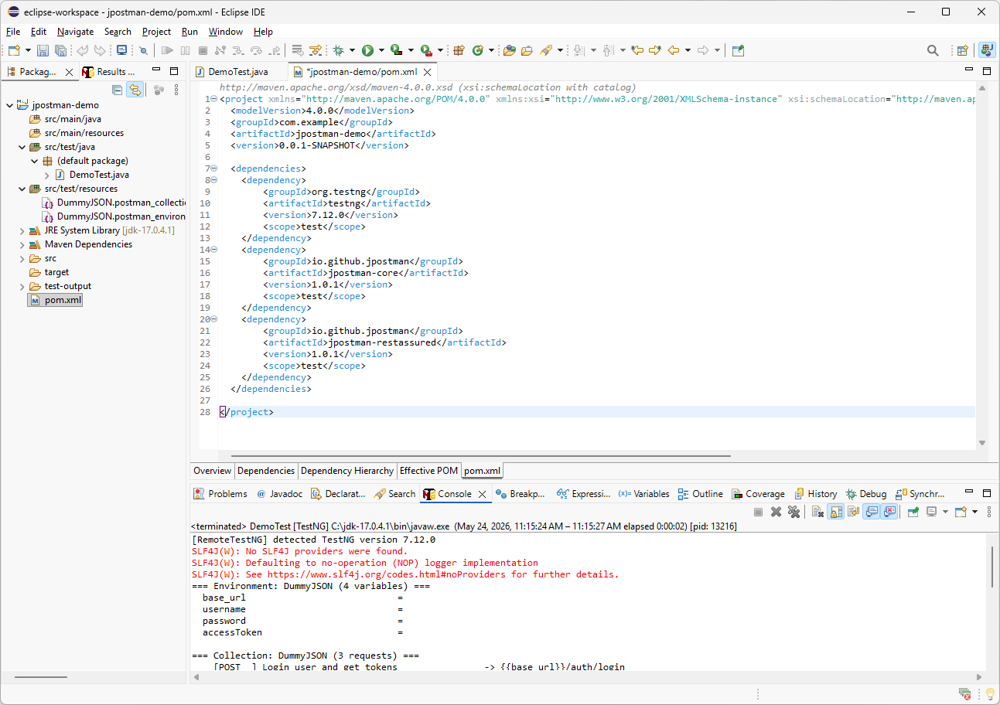 eclipse-workspace - jpostman-demo/pom.xml - Eclipse IDE
File Edit Navigate Search Project Run Window Help
Packag... Results ...
jpostman-demo
src/main/java
src/main/resources
src/test/java
(default package)
DemoTest.java
src/test/resources
DummyJSON.postman_collecti
DummyJSON.postman_environ
JRE System Library [jdk-17.0.4.1]
Maven Dependencies
src
target
test-output
pom.xml
DemoTest.java *jpostman-demo/pom.xml
http://maven.apache.org/xsd/maven-4.0.0.xsd (xsi:schemaLocation with catalog)
1 <project xmlns="http://maven.apache.org/POM/4.0.0" xmlns:xsi="http://www.w3.org/2001/XMLSchema-instance" xsi:schemaLocation="http://maven.ap
2 <modelVersion>4.0.0</modelVersion>
3 <groupId>com.example</groupId>
4 <artifactId>jpostman-demo</artifactId>
5 <version>0.0.1-SNAPSHOT</version>
6
7 <dependencies>
8 <dependency>
9 <groupId>org.testng</groupId>
10 <artifactId>testng</artifactId>
11 <version>7.12.0</version>
12 <scope>test</scope>
13 </dependency>
14 <dependency>
15 <groupId>io.github.jpostman</groupId>
16 <artifactId>jpostman-core</artifactId>
17 <version>1.0.1</version>
18 <scope>test</scope>
19 </dependency>
20 <dependency>
21 <groupId>io.github.jpostman</groupId>
22 <artifactId>jpostman-restassured</artifactId>
23 <version>1.0.1</version>
24 <scope>test</scope>
25 </dependency>
26 </dependencies>
27
28 </project>
Overview Dependencies Dependency Hierarchy Effective POM pom.xml
Problems Javadoc Declarat... Search Console Breakp... Expressi... Variables Outline Coverage History Debug Synchr...
<terminated> DemoTest [TestNG] C:\jdk-17.0.4.1\bin\javaw.exe (May 24, 2026, 11:15:24 AM – 11:15:27 AM elapsed 0:00:02) [pid: 13216]
[RemoteTestNG] detected TestNG version 7.12.0
SLF4J(W): No SLF4J providers were found.
SLF4J(W): Defaulting to no-operation (NOP) logger implementation
SLF4J(W): See https://www.slf4j.org/codes.html#noProviders for further details.
=== Environment: DummyJSON (4 variables) ===
base_url =
username =
password =
accessToken =
=== Collection: DummyJSON (3 requests) ===
[POST ] Login user and get tokens -> {{base_url}}/auth/login